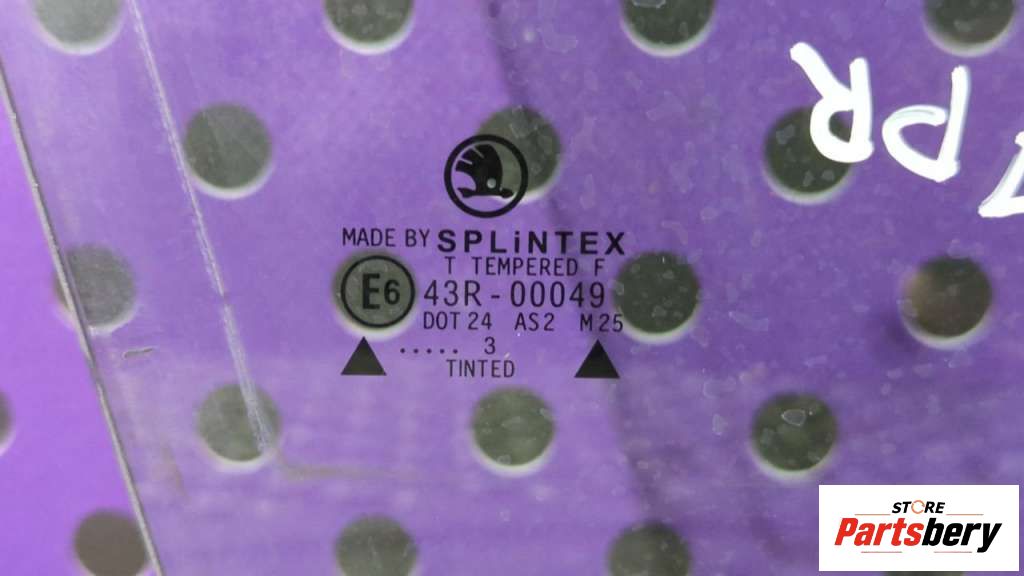 MADE BY SPLiNTEX
T TEMPERED F
E6 43R-00049
DOT 24 AS2 M25
..... 3
TINTED
PR
STORE
Partsbery